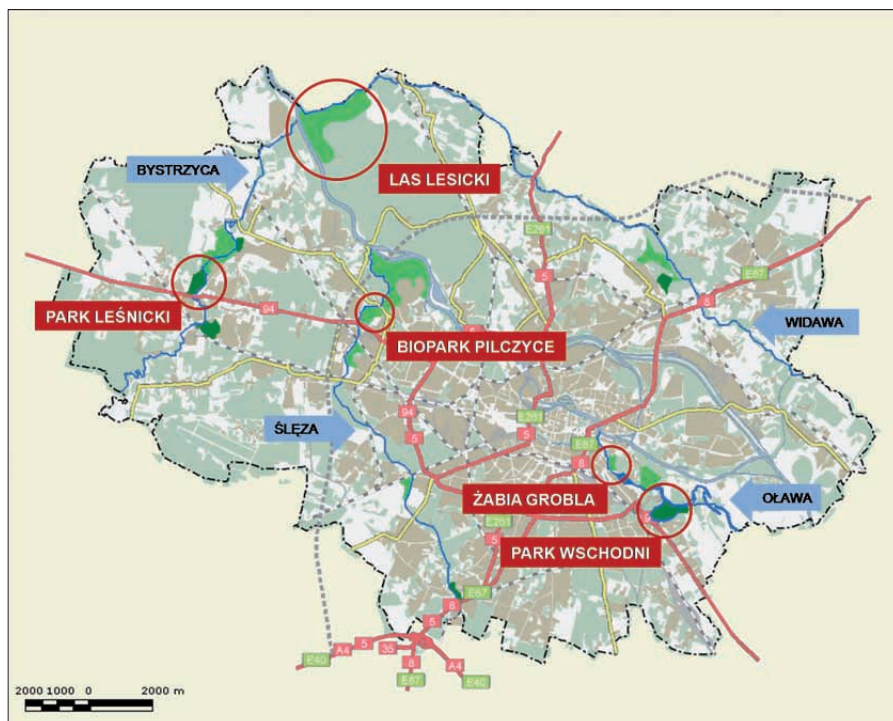 BYSTRZYCA
LAS LESICKI
E261
5
E67
8
PARK LEŚNICKI
94
BIOPARK PILCZYCE
WIDAWA
94
5
E261
5
ŚLĘZA
E67
8
ŻABIA GROBLA
OŁAWA
E261
5
PARK WSCHODNI
E67
8
8
E40
A4
5
35
8
A4
E67
E40
2000 1000 0 2000 m